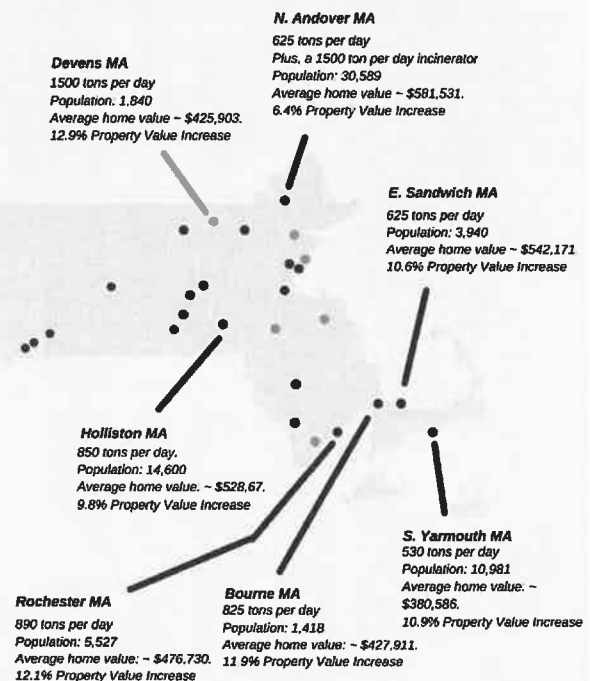 N. Andover MA
625 tons per day
Plus, a 1500 ton per day incinerator
Population: 30,589
Average home value ~ $581,531.
6.4% Property Value Increase
Devens MA
1500 tons per day
Population: 1,840
Average home value ~ $425,903.
12.9% Property Value Increase
E. Sandwich MA
625 tons per day
Population: 3,940
Average home value ~ $542,171
10.6% Property Value Increase
Holliston MA
850 tons per day.
Population: 14,600
Average home value. ~ $528,67.
9.8% Property Value Increase
S. Yarmouth MA
530 tons per day
Population: 10,981
Average home value. ~
$380,586.
10.9% Property Value Increase
Rochester MA
890 tons per day
Population: 5,527
Average home value: ~ $476,730.
12.1% Property Value Increase
Bourne MA
825 tons per day
Population: 1,418
Average home value: ~ $427,911.
11 9% Property Value Increase